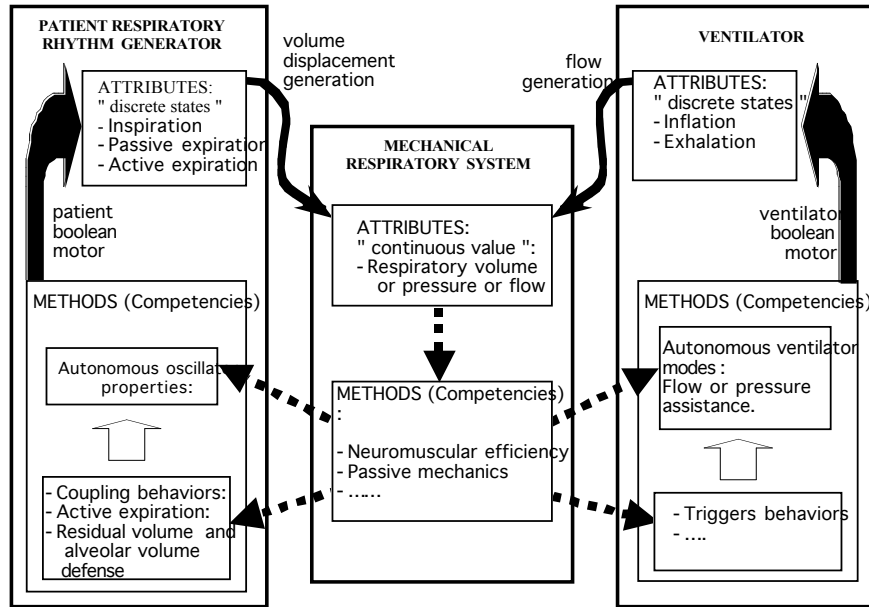 PATIENT RESPIRATORY
RHYTHM GENERATOR
ATTRIBUTES:
" discrete states "
- Inspiration
- Passive expiration
- Active expiration
patient
boolean
motor
METHODS (Competencies)
Autonomous oscillat
properties:
- Coupling behaviors:
- Active expiration:
- Residual volume and
alveolar volume
defense
volume
displacement
generation
flow
generation
MECHANICAL
RESPIRATORY SYSTEM
ATTRIBUTES:
" continuous value ":
- Respiratory volume
or pressure or flow
METHODS (Competencies)
:
- Neuromuscular efficiency
- Passive mechanics
- ......
VENTILATOR
ATTRIBUTES:
" discrete states "
- Inflation
- Exhalation
ventilator
boolean
motor
METHODS (Competencies)
Autonomous ventilator
modes :
Flow or pressure
assistance.
- Triggers behaviors
- ....